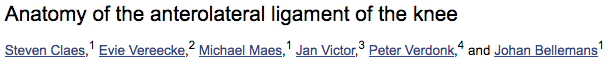 Anatomy of the anterolateral ligament of the knee
Steven Claes,1 Evie Vereecke,2 Michael Maes,1 Jan Victor,3 Peter Verdonk,4 and Johan Bellemans1